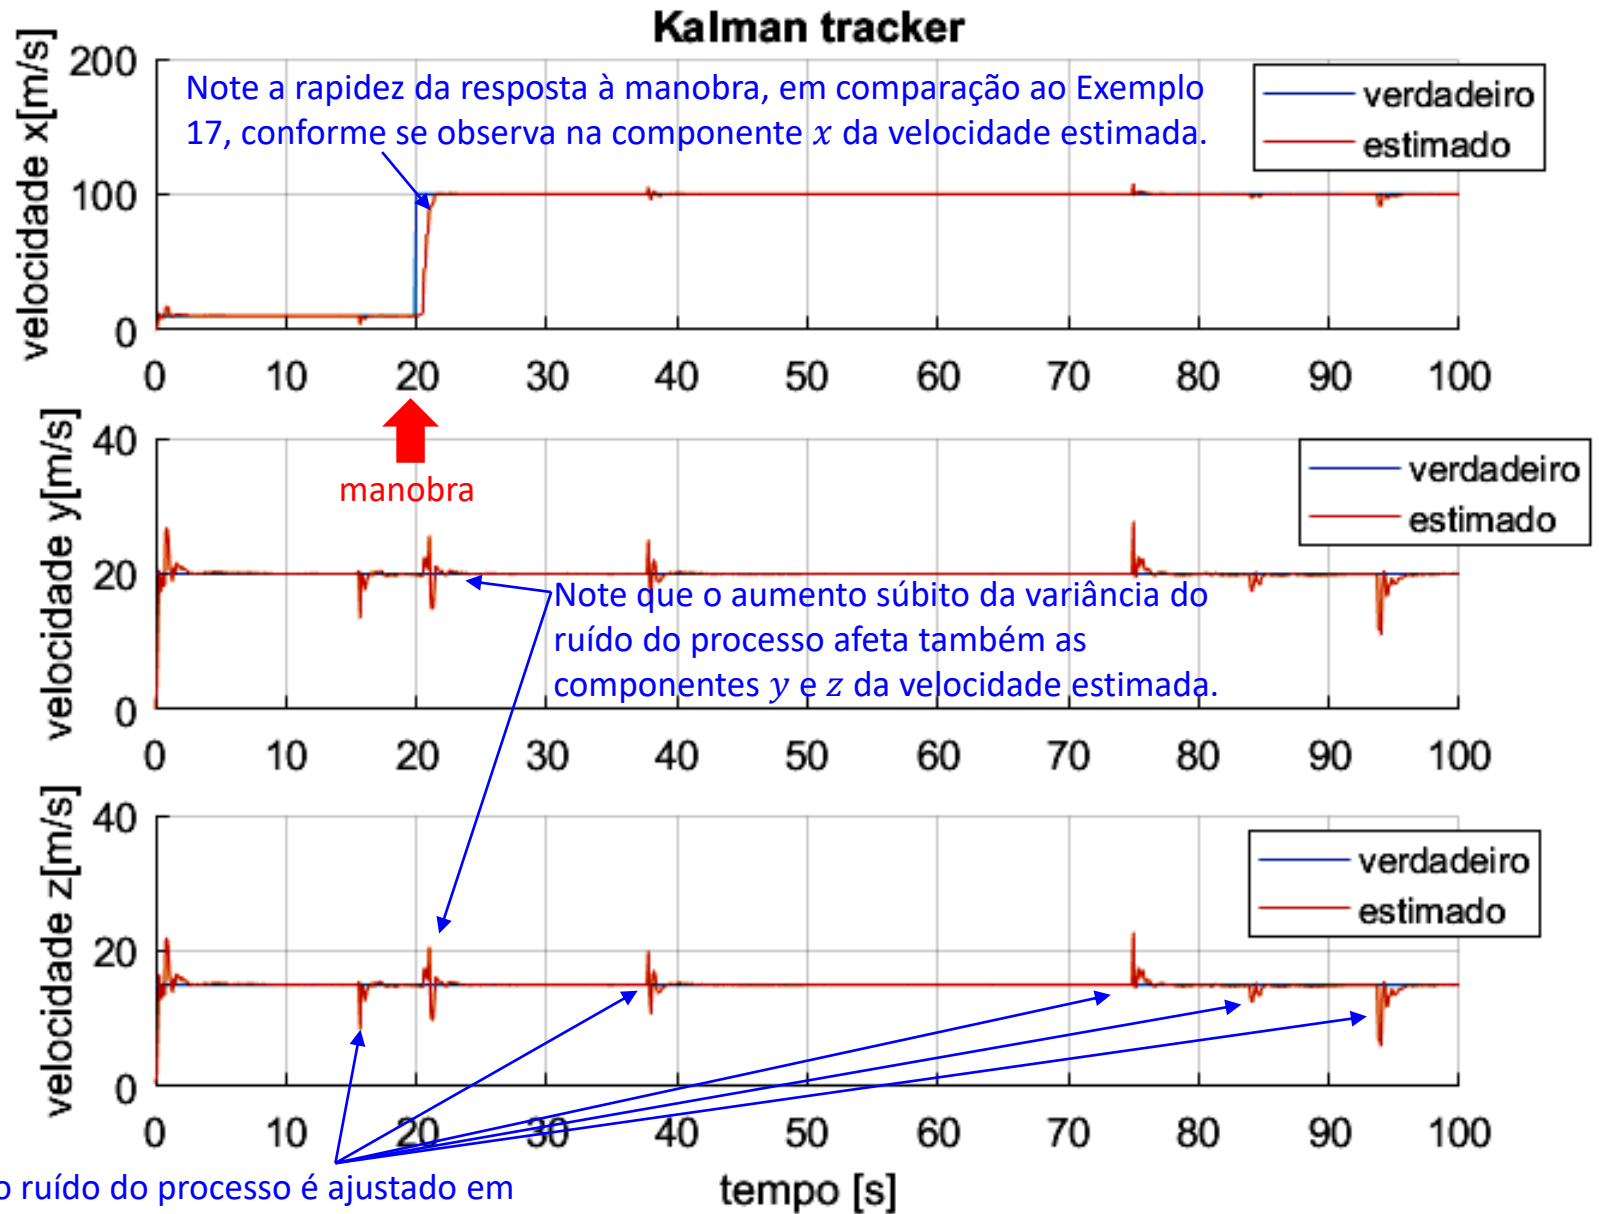 Kalman tracker
velocidade x[m/s]
200
100
0
Note a rapidez da resposta à manobra, em comparação ao Exemplo
17, conforme se observa na componente x da velocidade estimada.
verdadeiro
estimado
0 10 20 30 40 50 60 70 80 90 100
manobra
velocidade y[m/s]
40
20
0
verdadeiro
estimado
Note que o aumento súbito da variância do
ruído do processo afeta também as
componentes y e z da velocidade estimada.
0 10 20 30 40 50 60 70 80 90 100
velocidade z[m/s]
40
20
0
verdadeiro
estimado
0 10 20 30 40 50 60 70 80 90 100
tempo [s]
o ruído do processo é ajustado em